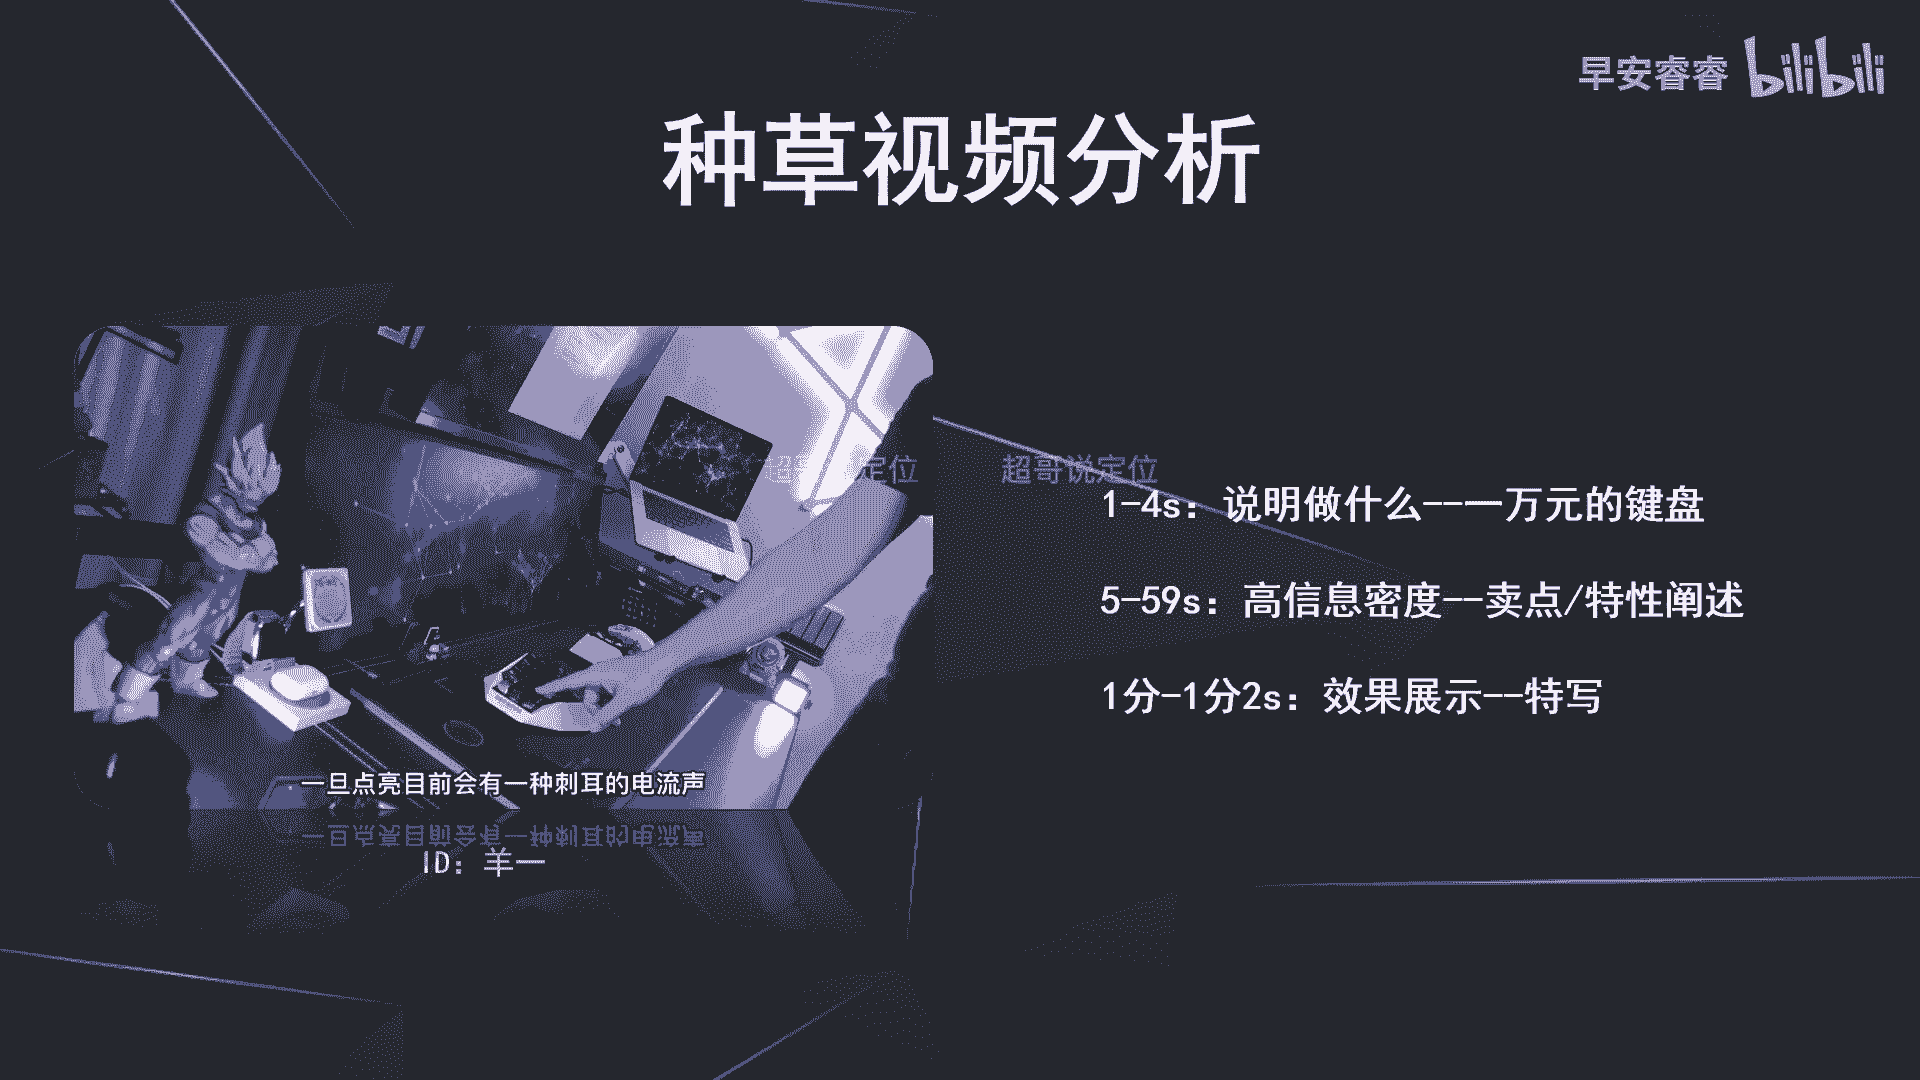 早安睿睿 bilibili
种草视频分析
超哥说定位
定位
1-4s：说明做什么--一万元的键盘
5-59s：高信息密度--卖点/特性阐述
1分-1分2s：效果展示--特写
一旦点亮目前会有一种刺耳的电流声
ID：羊一